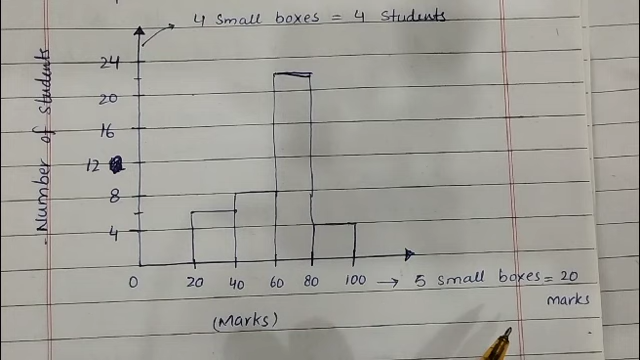 4 small boxes = 4 students
Number of students
24
20
16
12
8
4
0 20 40 60 80 100 → 5 small boxes = 20
marks
(Marks)